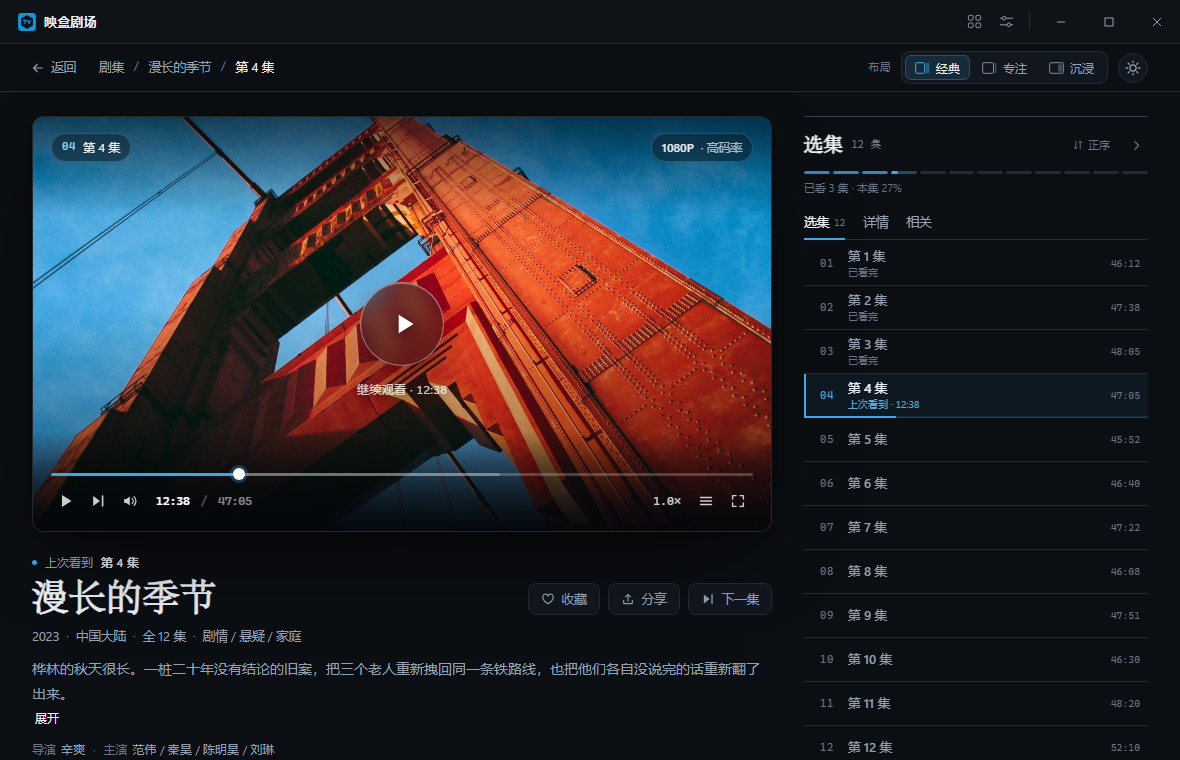 TV 映盒剧场
返回 剧集 / 漫长的季节 / 第 4 集
布局 经典 专注 沉浸
04 第 4 集
1080P · 高码率
继续观看 · 12:38
12:38 / 47:05
1.0×
上次看到 第 4 集
漫长的季节
收藏 分享 下一集
2023 · 中国大陆 · 全 12 集 · 剧情 / 悬疑 / 家庭
桦林的秋天很长。一桩二十年没有结论的旧案，把三个老人重新拽回同一条铁路线，也把他们各自没说完的话重新翻了
出来。
展开
导演 辛爽 · 主演 范伟 / 秦昊 / 陈明昊 / 刘琳
选集 12 集 正序
已看 3 集 · 本集 27%
选集 12 详情 相关
01 第 1 集 46:12
已看完
02 第 2 集 47:38
已看完
03 第 3 集 48:05
已看完
04 第 4 集 47:05
上次看到 · 12:38
05 第 5 集 45:52
06 第 6 集 46:40
07 第 7 集 47:22
08 第 8 集 46:08
09 第 9 集 47:51
10 第 10 集 46:30
11 第 11 集 48:20
12 第 12 集 52:10